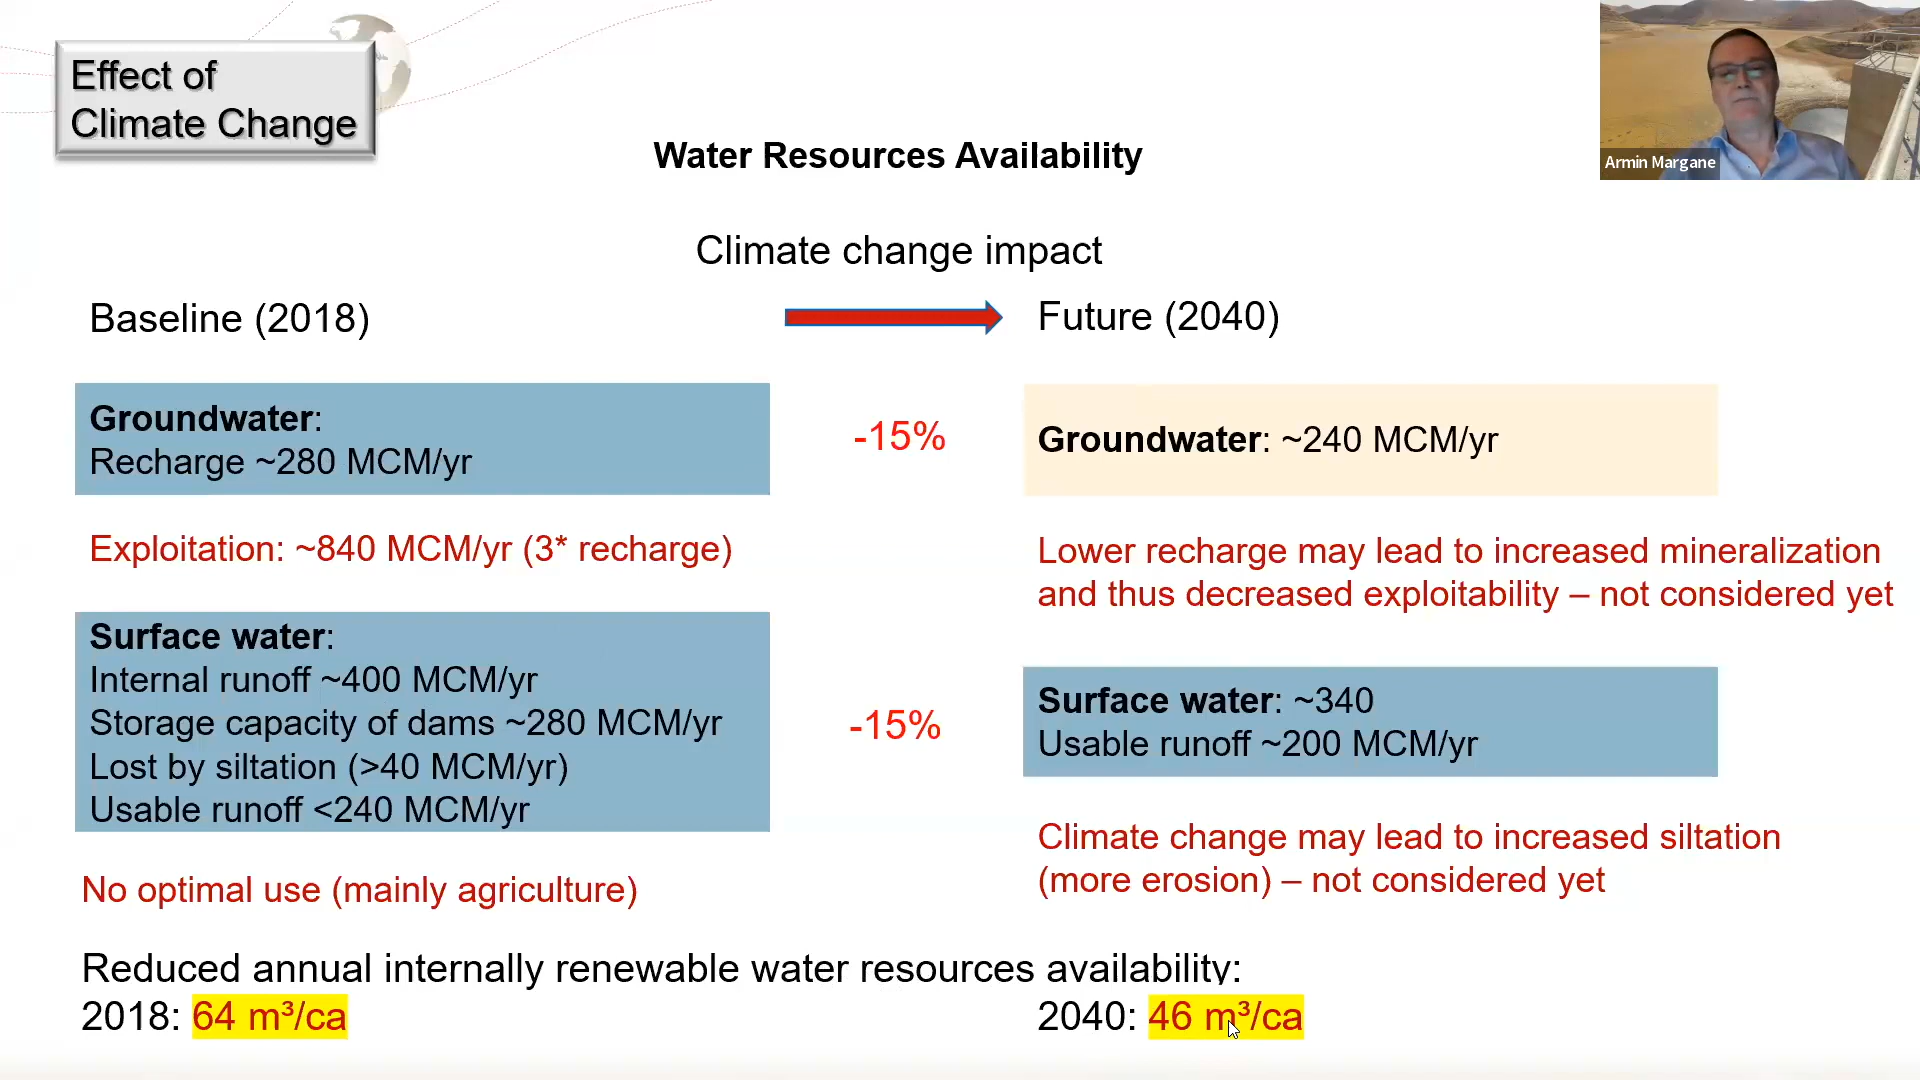 Effect of
Climate Change
Armin Margane
Water Resources Availability
Climate change impact
Baseline (2018)
Future (2040)
Groundwater:
Recharge ~280 MCM/yr
-15%
Groundwater: ~240 MCM/yr
Exploitation: ~840 MCM/yr (3* recharge)
Lower recharge may lead to increased mineralization
and thus decreased exploitability – not considered yet
Surface water:
Internal runoff ~400 MCM/yr
Storage capacity of dams ~280 MCM/yr
Lost by siltation (>40 MCM/yr)
Usable runoff <240 MCM/yr
-15%
Surface water: ~340
Usable runoff ~200 MCM/yr
No optimal use (mainly agriculture)
Climate change may lead to increased siltation
(more erosion) – not considered yet
Reduced annual internally renewable water resources availability:
2018: 64 m³/ca
2040: 46 m³/ca